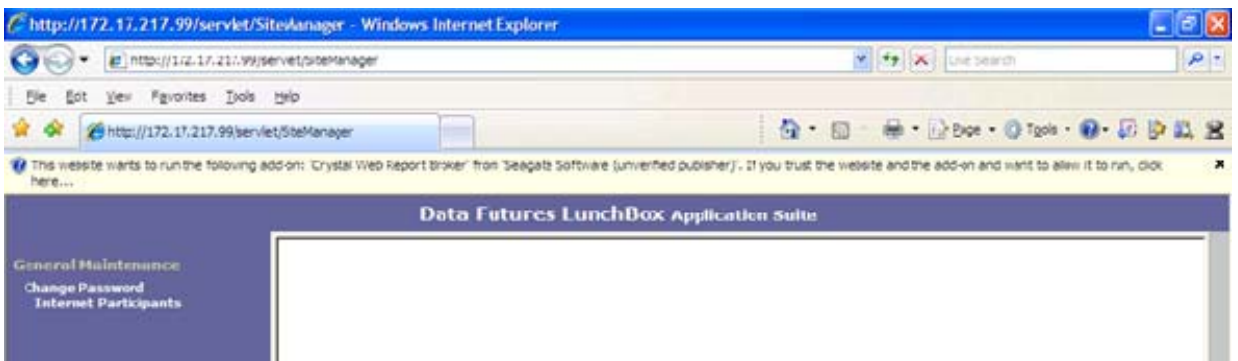 http://172.17.217.99/servlet/SiteManager - Windows Internet Explorer
http://172.17.217.99/servlet/SiteManager
Live Search
File Edit View Favorites Tools Help
http://172.17.217.99/servlet/SiteManager
Page Tools
This website wants to run the following add-on: 'Crystal Web Report Broker' from 'Seagate Software (unverified publisher)'. If you trust the website and the add-on and want to allow it to run, click
here...
Data Futures LunchBox Application Suite
General Maintenance
Change Password
Internet Participants